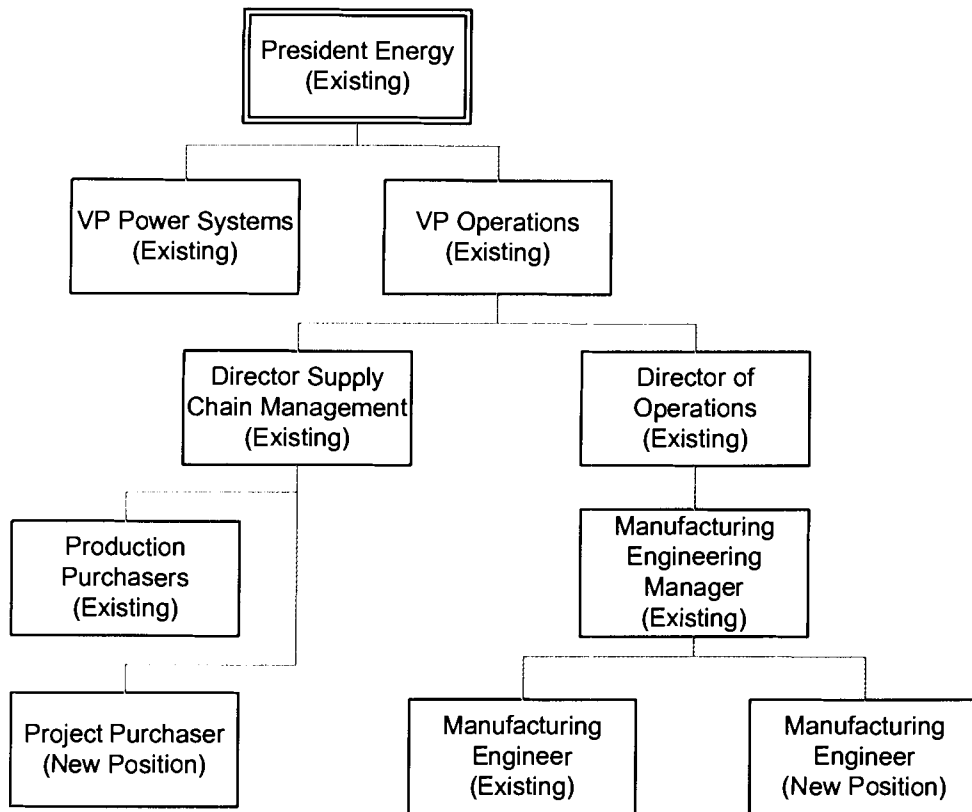 President Energy
(Existing)
VP Power Systems
(Existing)
VP Operations
(Existing)
Director Supply
Chain Management
(Existing)
Director of
Operations
(Existing)
Production
Purchasers
(Existing)
Manufacturing
Engineering
Manager
(Existing)
Project Purchaser
(New Position)
Manufacturing
Engineer
(Existing)
Manufacturing
Engineer
(New Position)